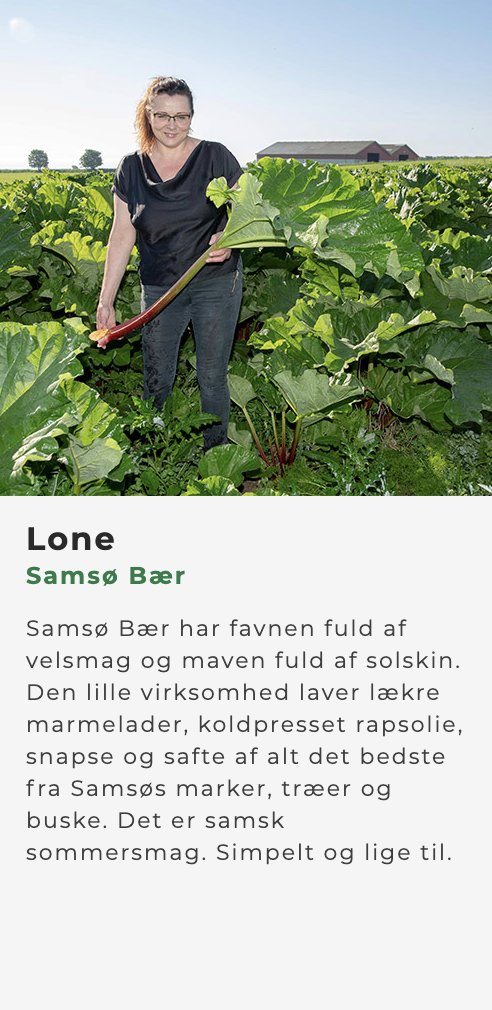 Lone
Samsø Bær
Samsø Bær har favnen fuld af
velsmag og maven fuld af solskin.
Den lille virksomhed laver lækre
marmelader, koldpresset rapsolie,
snapse og safte af alt det bedste
fra Samsøs marker, træer og
buske. Det er samsk
sommersmag. Simpelt og lige til.